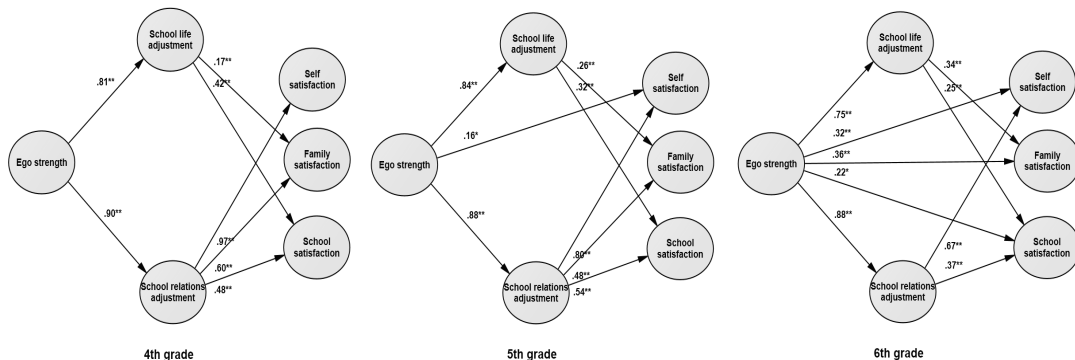 School life
adjustment
.17**
.42**
Self
satisfaction
.81**
Ego strength
Family
satisfaction
.90**
.97**
School
satisfaction
.60**
.48**
School relations
adjustment
4th grade
School life
adjustment
.26**
.32**
Self
satisfaction
.84**
.16*
Ego strength
Family
satisfaction
.88**
.80**
School
satisfaction
.48**
.54**
School relations
adjustment
5th grade
School life
adjustment
.34**
.25**
Self
satisfaction
.75**
.32**
Ego strength
.36**
Family
satisfaction
.22*
.88**
.67**
School
satisfaction
.37**
School relations
adjustment
6th grade